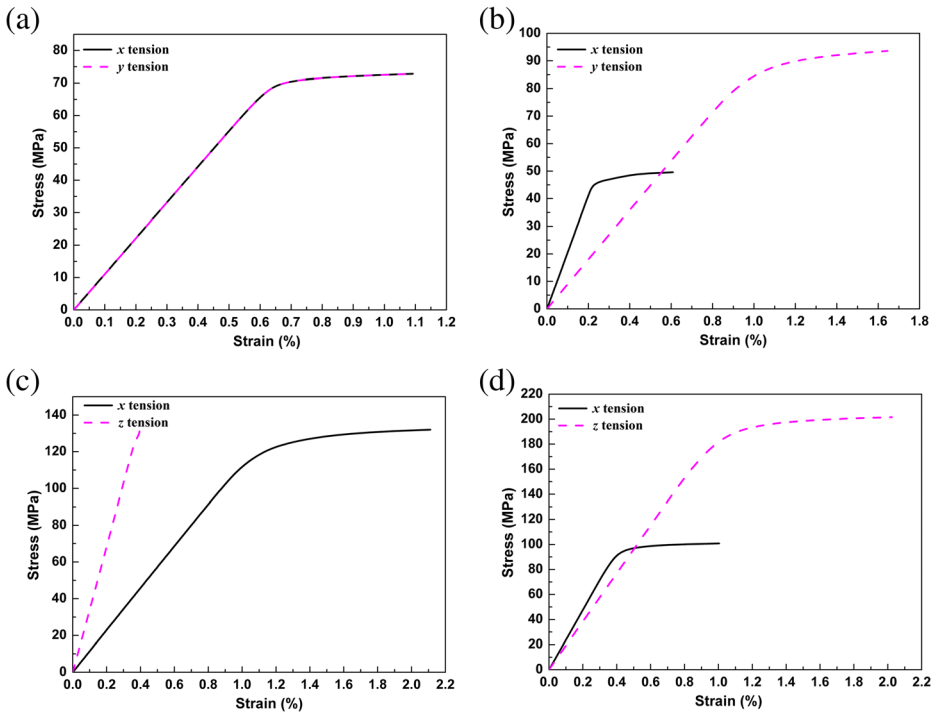 (a)
x tension
y tension
Stress (MPa)
80
70
60
50
40
30
20
10
0
0.0 0.1 0.2 0.3 0.4 0.5 0.6 0.7 0.8 0.9 1.0 1.1 1.2
Strain (%)
(b)
x tension
y tension
Stress (MPa)
100
90
80
70
60
50
40
30
20
10
0
0.0 0.2 0.4 0.6 0.8 1.0 1.2 1.4 1.6 1.8
Strain (%)
(c)
x tension
z tension
Stress (MPa)
140
120
100
80
60
40
20
0
0.0 0.2 0.4 0.6 0.8 1.0 1.2 1.4 1.6 1.8 2.0 2.2
Strain (%)
(d)
x tension
z tension
Stress (MPa)
220
200
180
160
140
120
100
80
60
40
20
0
0.0 0.2 0.4 0.6 0.8 1.0 1.2 1.4 1.6 1.8 2.0 2.2
Strain (%)